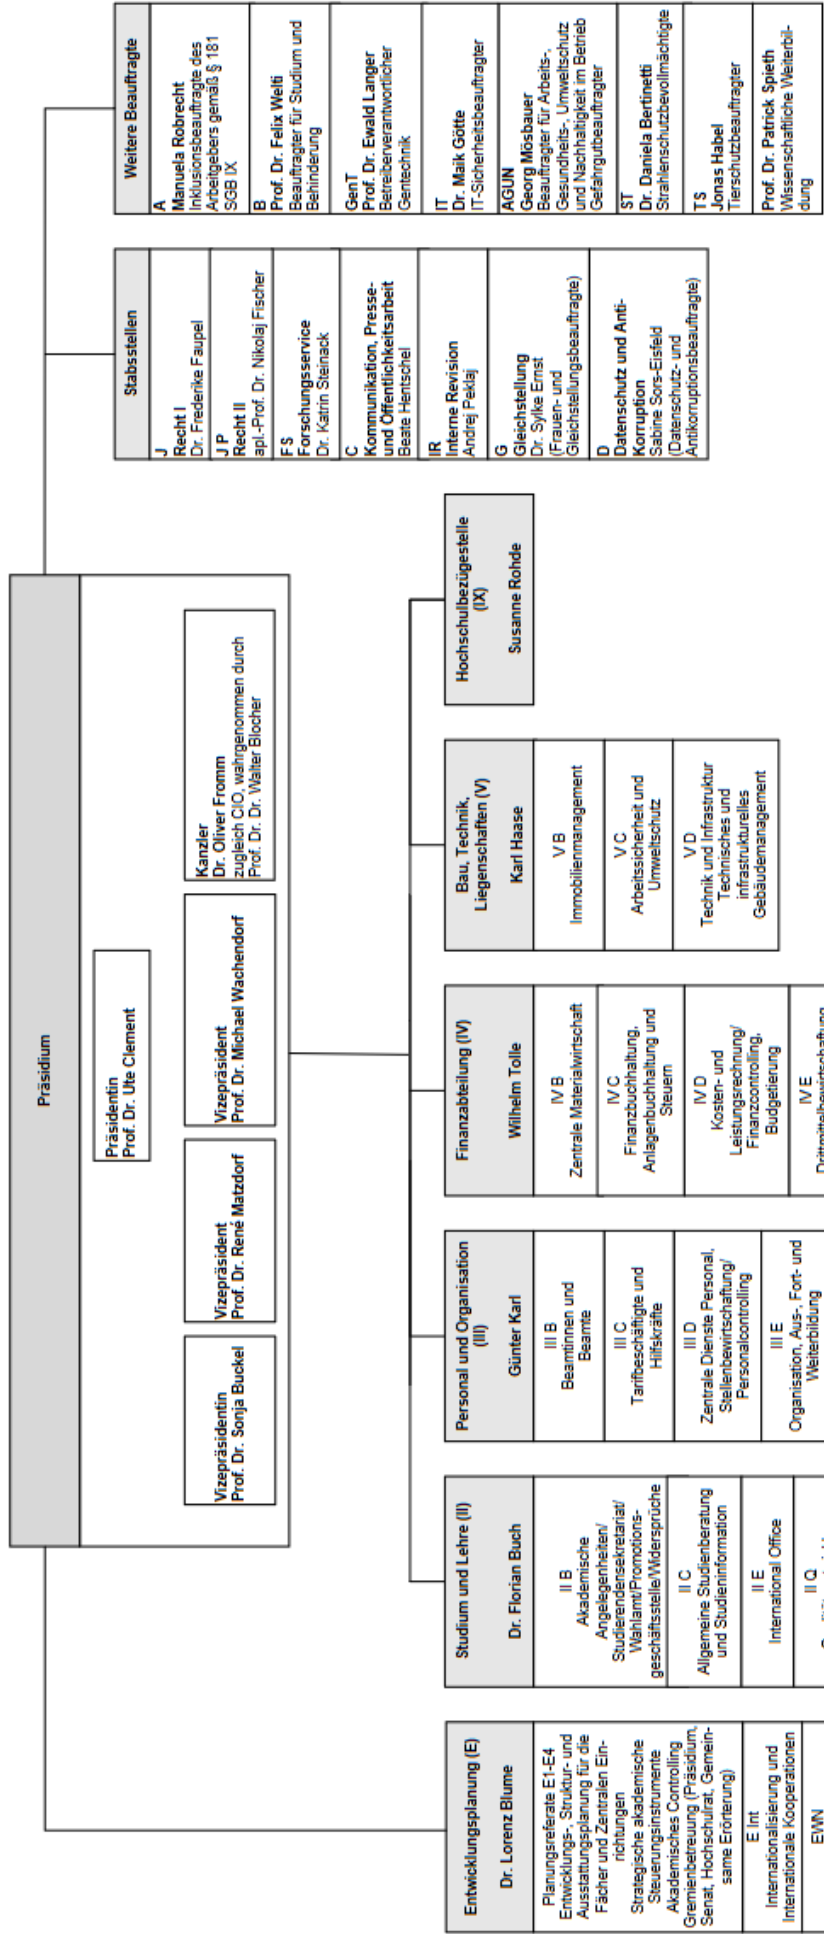 Präsidium
Präsidentin
Prof. Dr. Ute Clement
Vizepräsidentin
Prof. Dr. Sonja Buckel
Vizepräsident
Prof. Dr. René Matzdorf
Vizepräsident
Prof. Dr. Michael Wachendorf
Kanzler
Dr. Oliver Fromm
zugleich CIO, wahrgenommen durch
Prof. Dr. Dr. Walter Blocher
Entwicklungsplanung (E)
Dr. Lorenz Blume
Planungsreferate E1-E4
Entwicklungs-, Struktur- und
Ausstattungsplanung für die
Fächer und Zentralen Ein-
richtungen
Strategische akademische
Steuerungsinstrumente
Akademisches Controlling
Gremienbetreuung (Präsidium,
Senat, Hochschulrat, Gemein-
same Erörterung)
E Int
Internationalisierung und
Internationale Kooperationen
EWN
Studium und Lehre (II)
Dr. Florian Buch
II B
Akademische
Angelegenheiten/
Studierendensekretariat/
Wahlamt/Promotions-
geschäftsstelle/Widersprüche
II C
Allgemeine Studienberatung
und Studieninformation
II E
International Office
II Q
Personal und Organisation
(III)
Günter Karl
III B
Beamtinnen und
Beamte
III C
Tarifbeschäftigte und
Hilfskräfte
III D
Zentrale Dienste Personal,
Stellenbewirtschaftung/
Personalcontrolling
III E
Organisation, Aus-, Fort- und
Weiterbildung
Finanzabteilung (IV)
Wilhelm Tolle
IV B
Zentrale Materialwirtschaft
IV C
Finanzbuchhaltung,
Anlagenbuchhaltung und
Steuern
IV D
Kosten- und
Leistungsrechnung/
Finanzcontrolling,
Budgetierung
IV E
Drittmittelbewirtschaftung
Bau, Technik,
Liegenschaften (V)
Karl Haase
V B
Immobilienmanagement
V C
Arbeitssicherheit und
Umweltschutz
V D
Technik und Infrastruktur
Technisches und
infrastrukturelles
Gebäudemanagement
Hochschulbezügestelle
(IX)
Susanne Rohde
Stabsstellen
J
Recht I
Dr. Frederike Faupel
J P
Recht II
apl.-Prof. Dr. Nikolaj Fischer
FS
Forschungsservice
Dr. Katrin Steinack
C
Kommunikation, Presse-
und Öffentlichkeitsarbeit
Beate Hentschel
IR
Interne Revision
Andrej Peklaj
G
Gleichstellung
Dr. Sylke Ernst
(Frauen- und
Gleichstellungsbeauftragte)
D
Datenschutz und Anti-
Korruption
Sabine Sors-Eisfeld
(Datenschutz- und
Antikorruptionsbeauftragte)
Weitere Beauftragte
A
Manuela Robrecht
Inklusionsbeauftragte des
Arbeitgebers gemäß § 181
SGB IX
B
Prof. Dr. Felix Welti
Beauftragter für Studium und
Behinderung
GenT
Prof. Dr. Ewald Langer
Betreiberverantwortlicher
Gentechnik
IT
Dr. Maik Götte
IT-Sicherheitsbeauftragter
AGUN
Georg Mösbauer
Beauftragter für Arbeits-,
Gesundheits-, Umweltschutz
und Nachhaltigkeit im Betrieb
Gefahrgutbeauftragter
ST
Dr. Daniela Bertinetti
Strahlenschutzbevollmächtigte
TS
Jonas Habel
Tierschutzbeauftragter
Prof. Dr. Patrick Spieth
Wissenschaftliche Weiterbil-
dung